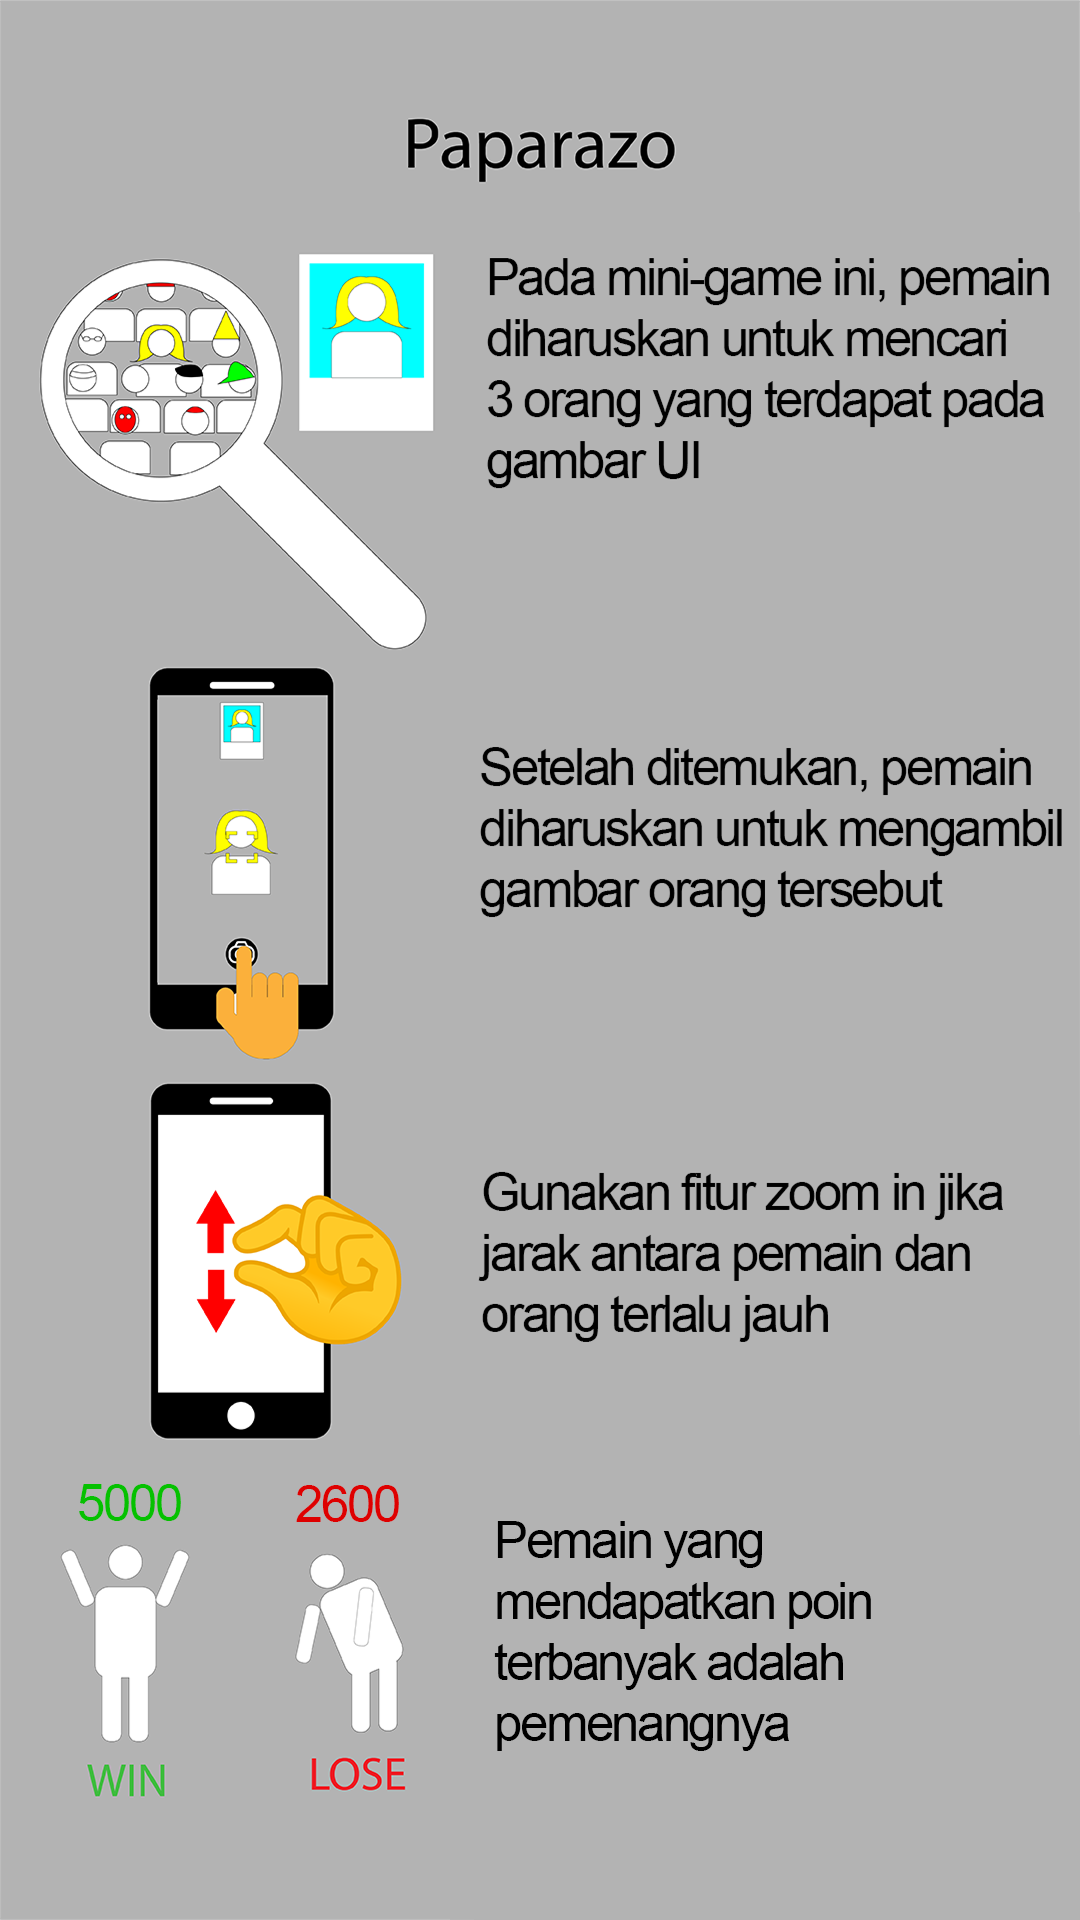 Paparazo
Pada mini-game ini, pemain
diharuskan untuk mencari
3 orang yang terdapat pada
gambar UI
Setelah ditemukan, pemain
diharuskan untuk mengambil
gambar orang tersebut
Gunakan fitur zoom in jika
jarak antara pemain dan
orang terlalu jauh
5000
2600
Pemain yang
mendapatkan poin
terbanyak adalah
pemenangnya
WIN
LOSE